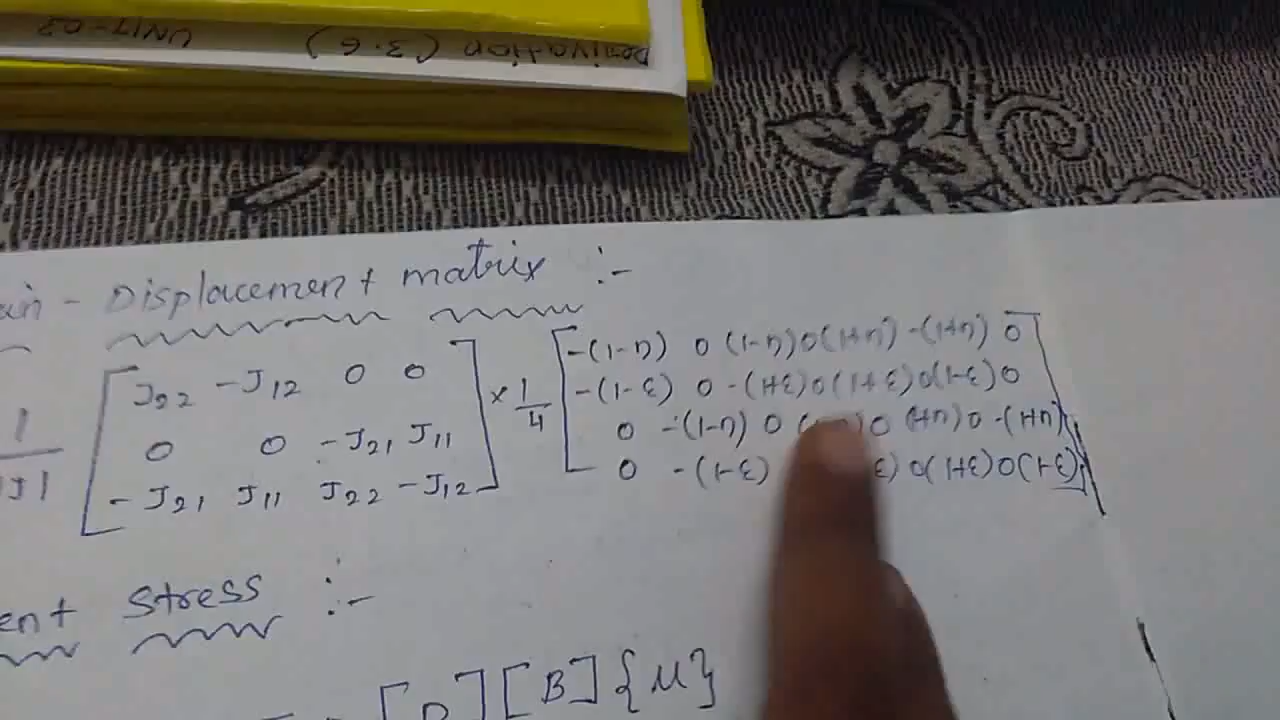 UNIT-02 Derivation (3.6)
ain - Displacement matrix :-
1 / |J| [ J22 -J12 0 0 × 1/4 [ -(1-η) 0 (1-η) 0 (1+η) -(1+η) 0
0 0 -J21 J11 -(1-ε) 0 -(1+ε) 0 (1+ε) 0 (1-ε) 0
-J21 J11 J22 -J12 ] 0 -(1-η) 0 0 (1+η) 0 -(1+η)
0 -(1-ε) ε) 0 (1+ε) 0 (1-ε) ]
ent Stress :-
[D] [B] {u}